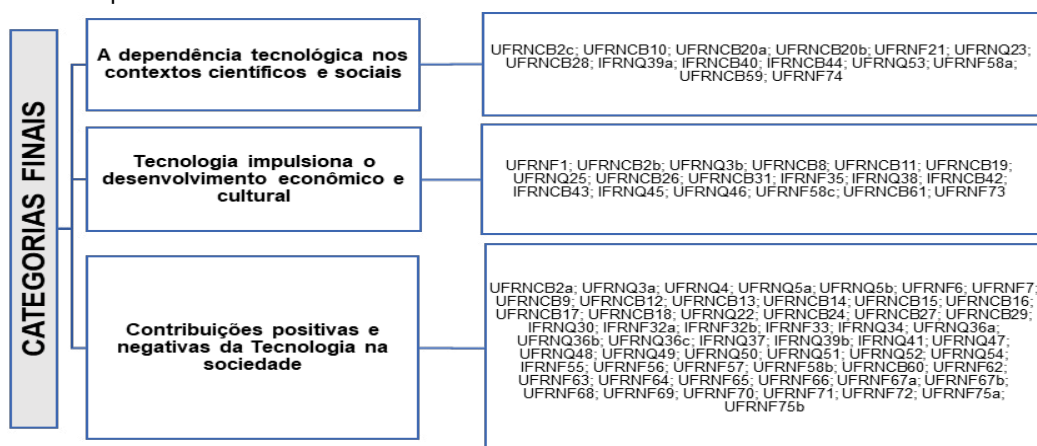 CATEGORIAS FINAIS
A dependência tecnológica nos
contextos científicos e sociais
UFRNCB2c; UFRNCB10; UFRNCB20a; UFRNCB20b; UFRNF21; UFRNQ23;
UFRNCB28; IFRNQ39a; IFRNCB40; IFRNCB44; UFRNQ53; UFRNF58a;
UFRNCB59; UFRNF74
Tecnologia impulsiona o
desenvolvimento econômico e
cultural
UFRNF1; UFRNCB2b; UFRNQ3b; UFRNCB8; UFRNCB11; UFRNCB19;
UFRNQ25; UFRNCB26; UFRNCB31; IFRNF35; IFRNQ38; IFRNCB42;
IFRNCB43; IFRNQ45; UFRNQ46; UFRNF58c; UFRNCB61; UFRNF73
Contribuições positivas e
negativas da Tecnologia na
sociedade
UFRNCB2a; UFRNQ3a; UFRNQ4; UFRNQ5a; UFRNQ5b; UFRNF6; UFRNF7;
UFRNCB9; UFRNCB12; UFRNCB13; UFRNCB14; UFRNCB15; UFRNCB16;
UFRNCB17; UFRNCB18; UFRNQ22; UFRNCB24; UFRNCB27; UFRNCB29;
IFRNQ30; IFRNF32a; IFRNF32b; IFRNF33; IFRNQ34; UFRNQ36a;
UFRNQ36b; UFRNQ36c; IFRNQ37; IFRNQ39b; IFRNQ41; UFRNQ47;
UFRNQ48; UFRNQ49; UFRNQ50; UFRNQ51; UFRNQ52; UFRNQ54;
IFRNF55; UFRNF56; UFRNF57; UFRNF58b; UFRNCB60; UFRNF62;
UFRNF63; UFRNF64; UFRNF65; UFRNF66; UFRNF67a; UFRNF67b;
UFRNF68; UFRNF69; UFRNF70; UFRNF71; UFRNF72; UFRNF75a;
UFRNF75b